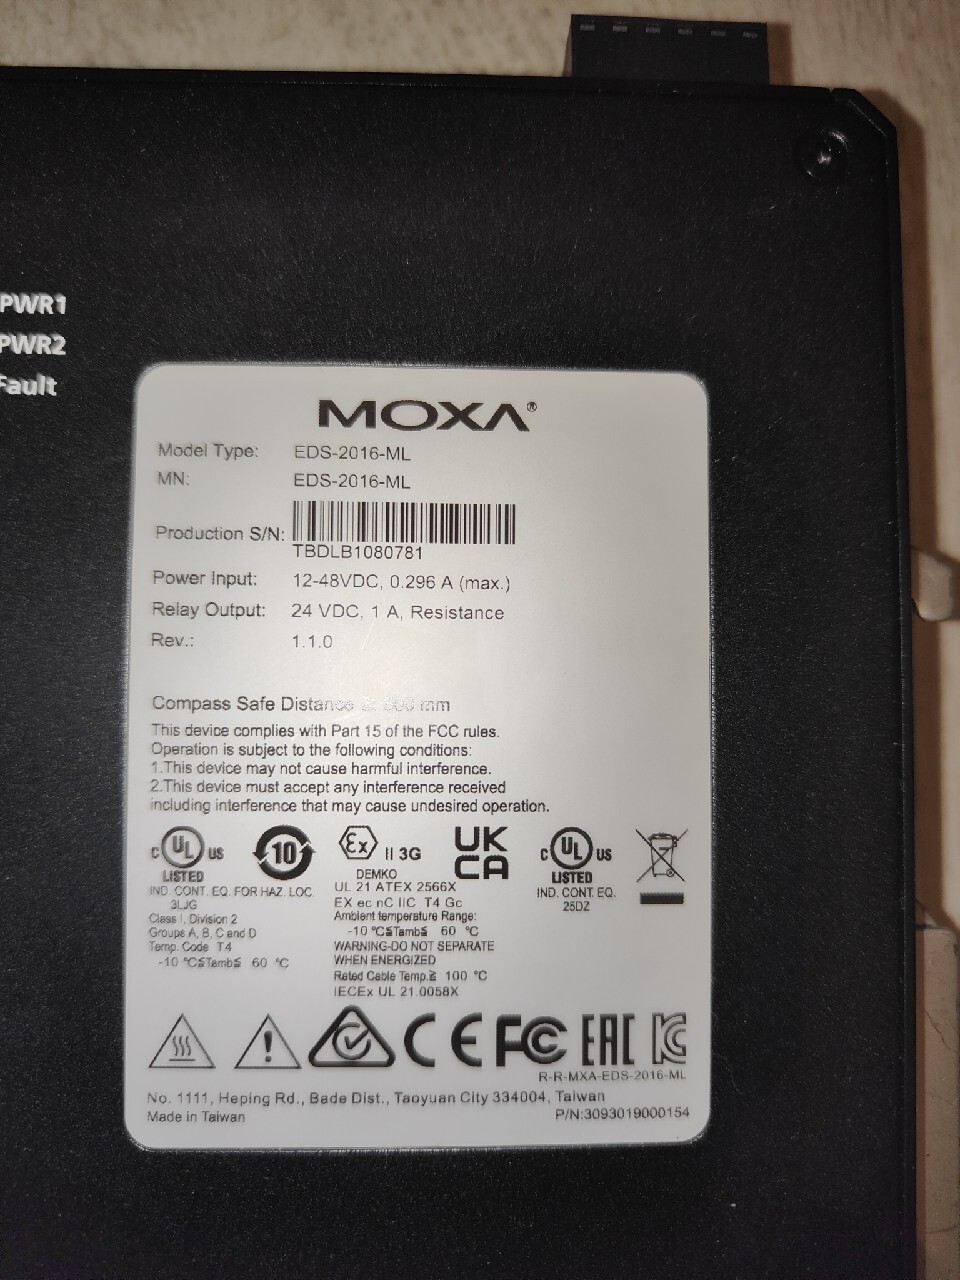 PWR1
PWR2
Fault
MOXA®
Model Type: EDS-2016-ML
MN: EDS-2016-ML
Production S/N:
TBDLB1080781
Power Input: 12-48VDC, 0.296 A (max.)
Relay Output: 24 VDC, 1 A, Resistance
Rev.: 1.1.0
Compass Safe Distance ≥ mm
This device complies with Part 15 of the FCC rules.
Operation is subject to the following conditions:
1.This device may not cause harmful interference.
2.This device must accept any interference received
including interference that may cause undesired operation.
C UL US
LISTED
IND. CONT. EQ. FOR HAZ. LOC.
3LJG
Class I, Division 2
Groups A, B, C and D
Temp. Code T4
-10 °C≤Tamb≤ 60 °C
10
Ex II 3G
DEMKO
UL 21 ATEX 2566X
EX ec nC IIC T4 Gc
Ambient temperature Range:
-10 °C≤Tamb≤ 60 °C
WARNING-DO NOT SEPARATE
WHEN ENERGIZED
Rated Cable Temp.≧ 100 °C
IECEx UL 21.0058X
UK
CA
C UL US
LISTED
IND. CONT. EQ.
25DZ
CE FC EAC KC
R-R-MXA-EDS-2016-ML
No. 1111, Heping Rd., Bade Dist., Taoyuan City 334004, Taiwan
Made in Taiwan P/N:3093019000154